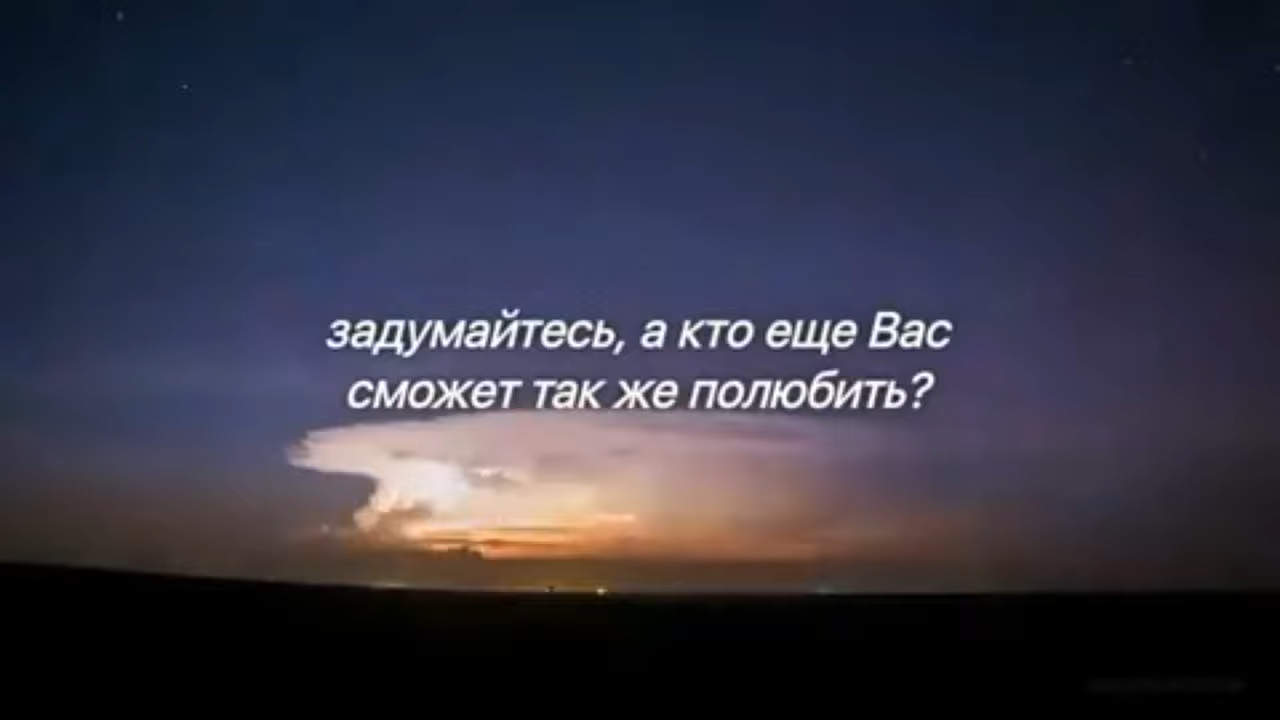 задумайтесь, а кто еще Вас
сможет так же полюбить?